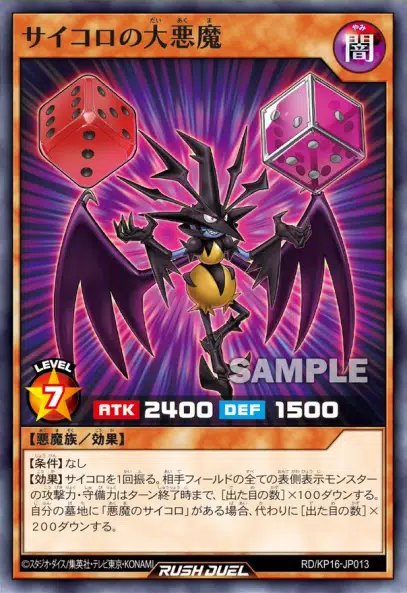 サイコロの大悪魔
だい あく ま
やみ
闇
SAMPLE
LEVEL
7
ATK 2400 DEF 1500
【悪魔族／効果】
【条件】なし
【効果】サイコロを1回振る。相手フィールドの全ての表側表示モンスター
の攻撃力・守備力はターン終了時まで、［出た目の数］×100ダウンする。
自分の墓地に「悪魔のサイコロ」がある場合、代わりに［出た目の数］×
200ダウンする。
©スタジオ・ダイス/集英社・テレビ東京・KONAMI
RUSH DUEL
RD/KP16-JP013